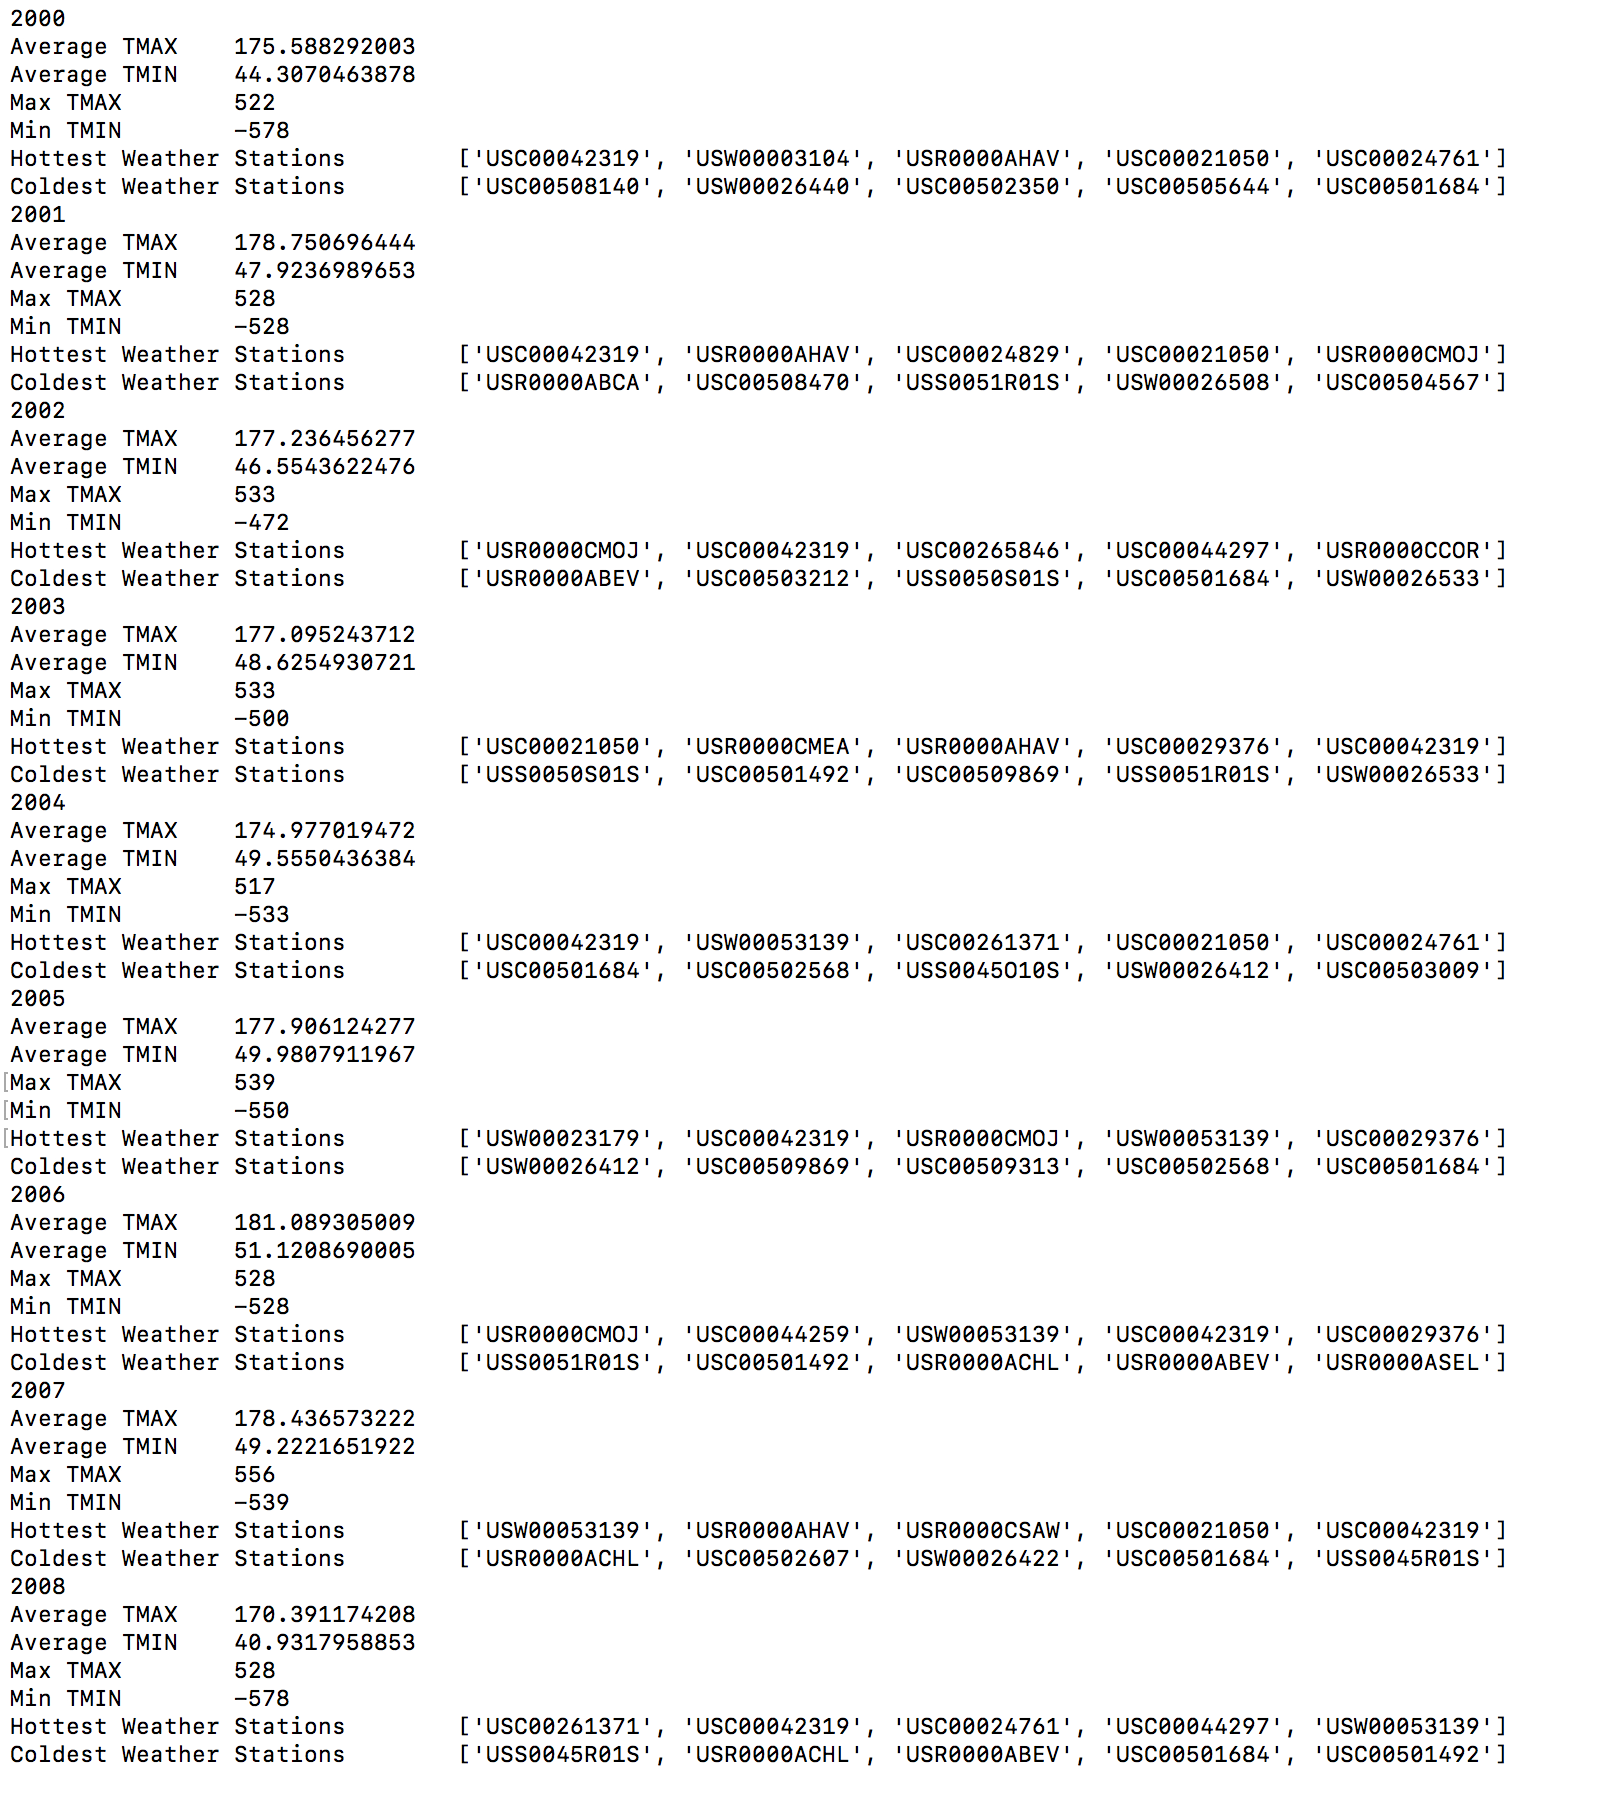 2000
Average TMAX    175.588292003
Average TMIN    44.3070463878
Max TMAX        522
Min TMIN        -578
Hottest Weather Stations        ['USC00042319', 'USW00003104', 'USR0000AHAV', 'USC00021050', 'USC00024761']
Coldest Weather Stations        ['USC00508140', 'USW00026440', 'USC00502350', 'USC00505644', 'USC00501684']
2001
Average TMAX    178.750696444
Average TMIN    47.9236989653
Max TMAX        528
Min TMIN        -528
Hottest Weather Stations        ['USC00042319', 'USR0000AHAV', 'USC00024829', 'USC00021050', 'USR0000CMOJ']
Coldest Weather Stations        ['USR0000ABCA', 'USC00508470', 'USS0051R01S', 'USW00026508', 'USC00504567']
2002
Average TMAX    177.236456277
Average TMIN    46.5543622476
Max TMAX        533
Min TMIN        -472
Hottest Weather Stations        ['USR0000CMOJ', 'USC00042319', 'USC00265846', 'USC00044297', 'USR0000CCOR']
Coldest Weather Stations        ['USR0000ABEV', 'USC00503212', 'USS0050S01S', 'USC00501684', 'USW00026533']
2003
Average TMAX    177.095243712
Average TMIN    48.6254930721
Max TMAX        533
Min TMIN        -500
Hottest Weather Stations        ['USC00021050', 'USR0000CMEA', 'USR0000AHAV', 'USC00029376', 'USC00042319']
Coldest Weather Stations        ['USS0050S01S', 'USC00501492', 'USC00509869', 'USS0051R01S', 'USW00026533']
2004
Average TMAX    174.977019472
Average TMIN    49.5550436384
Max TMAX        517
Min TMIN        -533
Hottest Weather Stations        ['USC00042319', 'USW00053139', 'USC00261371', 'USC00021050', 'USC00024761']
Coldest Weather Stations        ['USC00501684', 'USC00502568', 'USS0045O10S', 'USW00026412', 'USC00503009']
2005
Average TMAX    177.906124277
Average TMIN    49.9807911967
[Max TMAX        539
[Min TMIN        -550
[Hottest Weather Stations        ['USW00023179', 'USC00042319', 'USR0000CMOJ', 'USW00053139', 'USC00029376']
Coldest Weather Stations        ['USW00026412', 'USC00509869', 'USC00509313', 'USC00502568', 'USC00501684']
2006
Average TMAX    181.089305009
Average TMIN    51.1208690005
Max TMAX        528
Min TMIN        -528
Hottest Weather Stations        ['USR0000CMOJ', 'USC00044259', 'USW00053139', 'USC00042319', 'USC00029376']
Coldest Weather Stations        ['USS0051R01S', 'USC00501492', 'USR0000ACHL', 'USR0000ABEV', 'USR0000ASEL']
2007
Average TMAX    178.436573222
Average TMIN    49.2221651922
Max TMAX        556
Min TMIN        -539
Hottest Weather Stations        ['USW00053139', 'USR0000AHAV', 'USR0000CSAW', 'USC00021050', 'USC00042319']
Coldest Weather Stations        ['USR0000ACHL', 'USC00502607', 'USW00026422', 'USC00501684', 'USS0045R01S']
2008
Average TMAX    170.391174208
Average TMIN    40.9317958853
Max TMAX        528
Min TMIN        -578
Hottest Weather Stations        ['USC00261371', 'USC00042319', 'USC00024761', 'USC00044297', 'USW00053139']
Coldest Weather Stations        ['USS0045R01S', 'USR0000ACHL', 'USR0000ABEV', 'USC00501684', 'USC00501492']